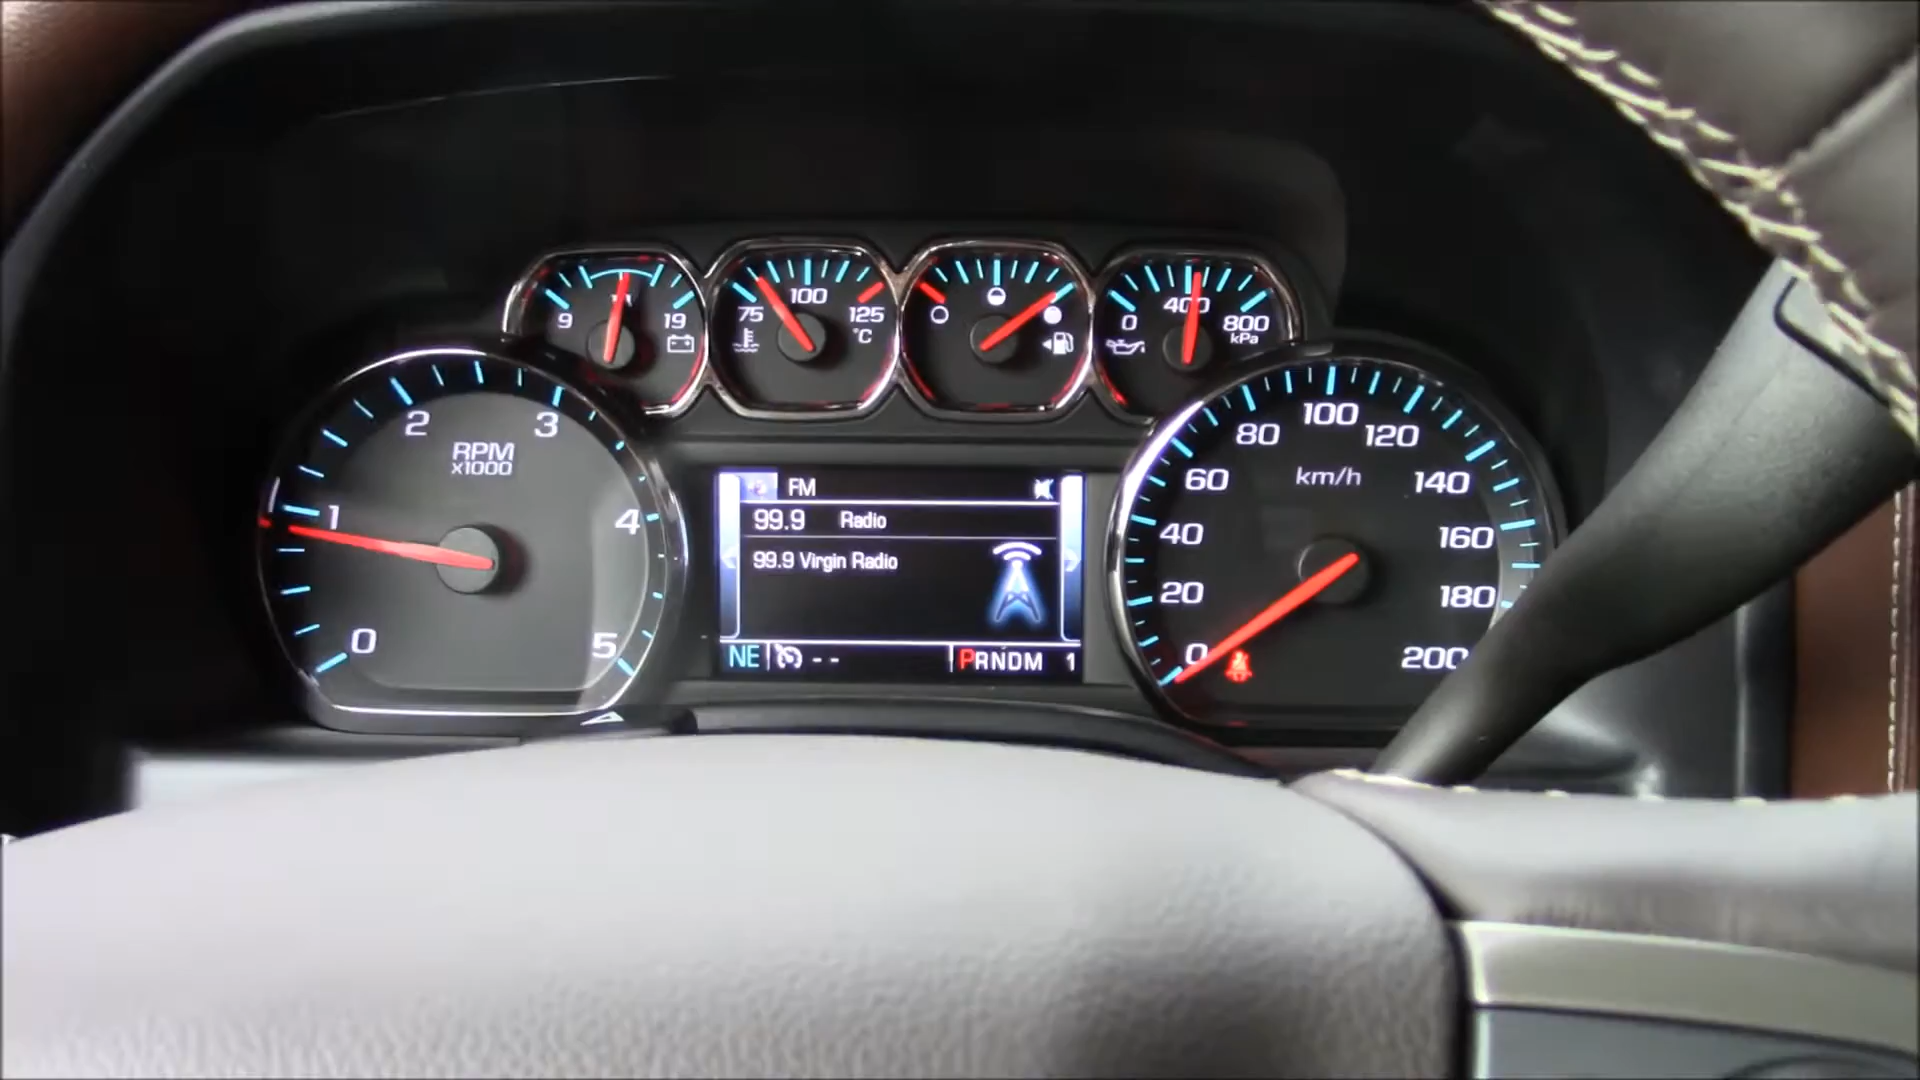 9
19
75
100
125
°C
0
400
800
kPa
0
1
2
3
4
5
RPM
x1000
FM
99.9 Radio
99.9 Virgin Radio
NE -- PRNDM 1
0
20
40
60
80
100
120
140
160
180
200
km/h